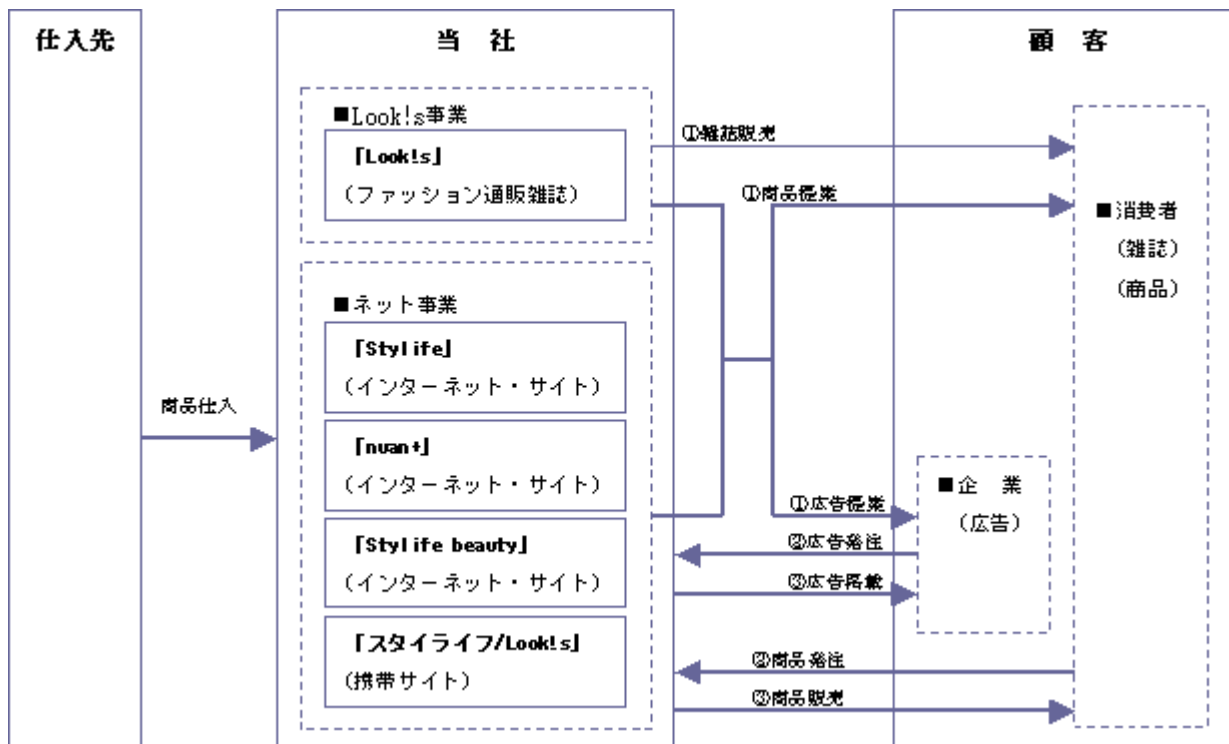 仕入先
当 社
顧 客
■Look!s事業
『Look!s』
(ファッション通販雑誌)
■ネット事業
『Stylife』
(インターネット・サイト)
『nuan+』
(インターネット・サイト)
『Stylife beauty』
(インターネット・サイト)
『スタイライフ/Look!s』
(携帯サイト)
商品仕入
①雑誌販売
①商品提案
①広告提案
②広告発注
③広告掲載
②商品発注
③商品販売
■消費者
(雑誌)
(商品)
■企 業
(広告)